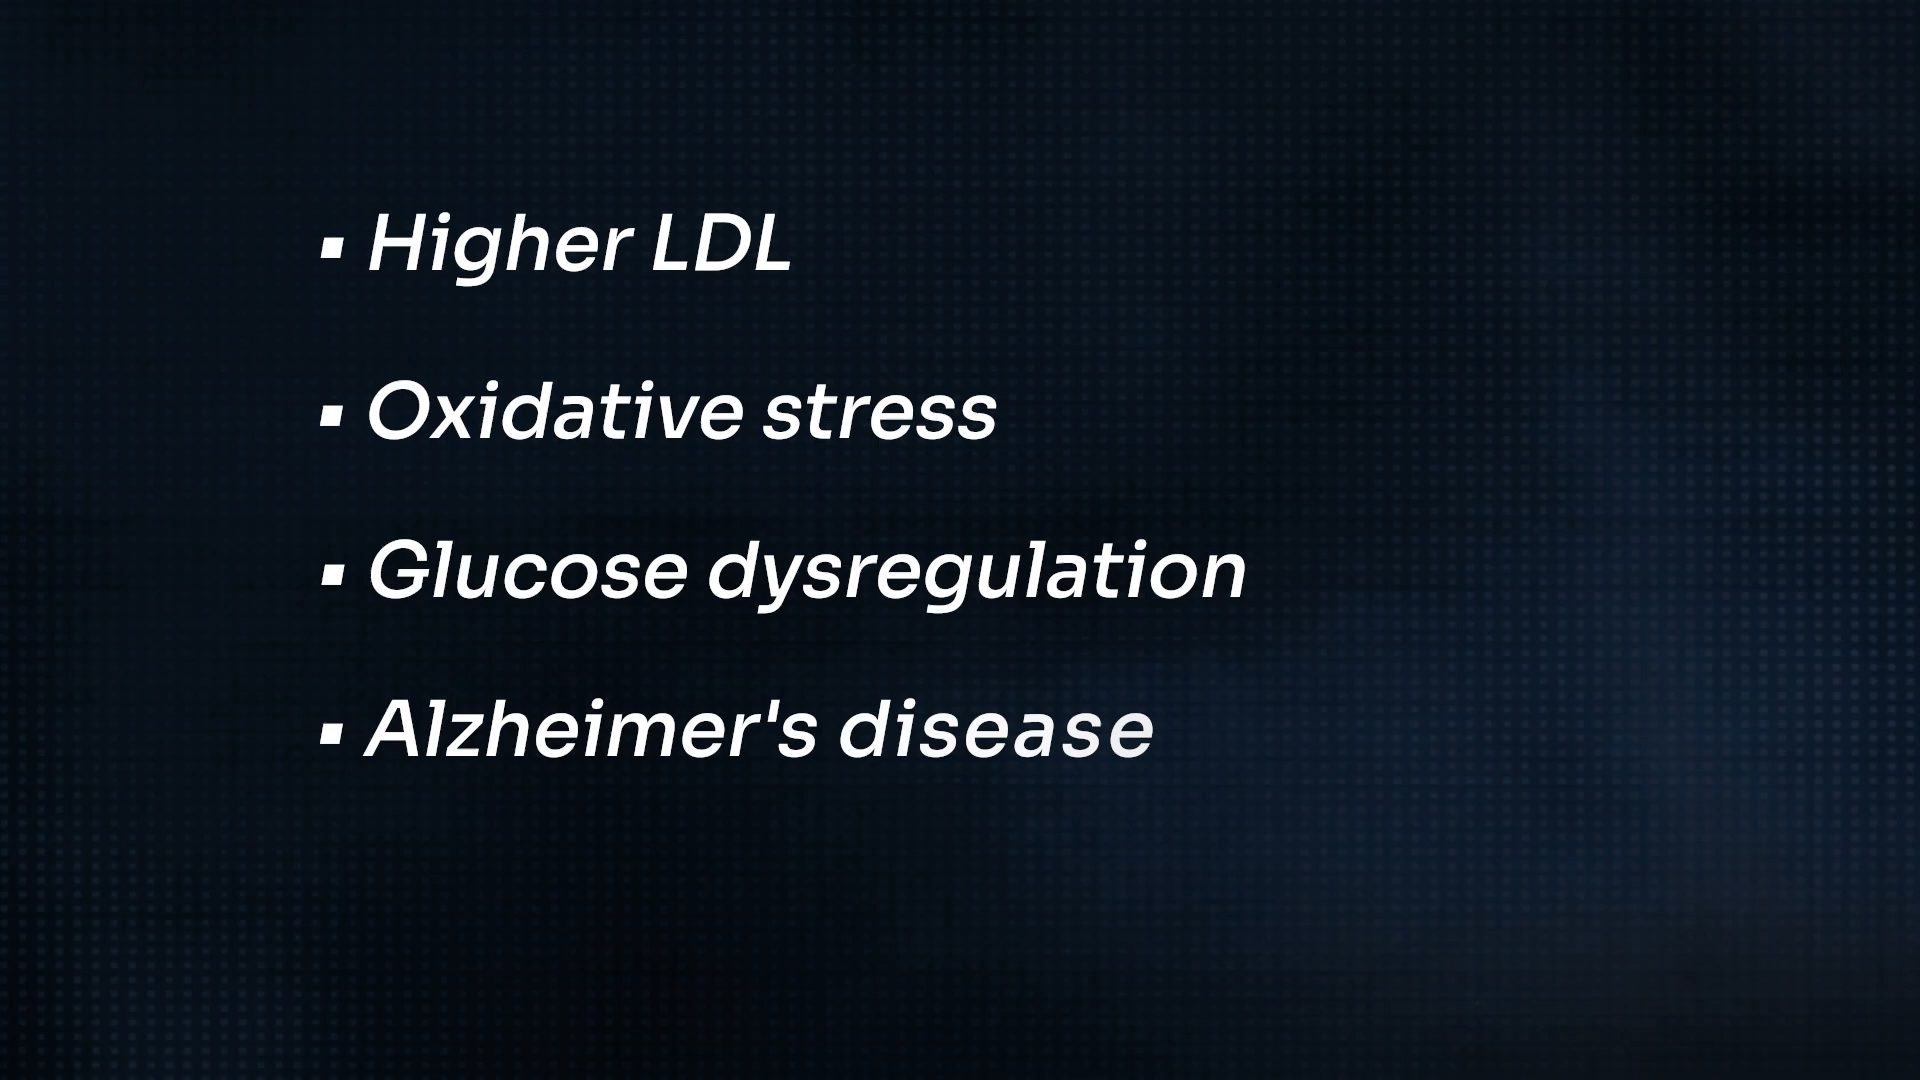 ▪ Higher LDL
▪ Oxidative stress
▪ Glucose dysregulation
▪ Alzheimer's disease